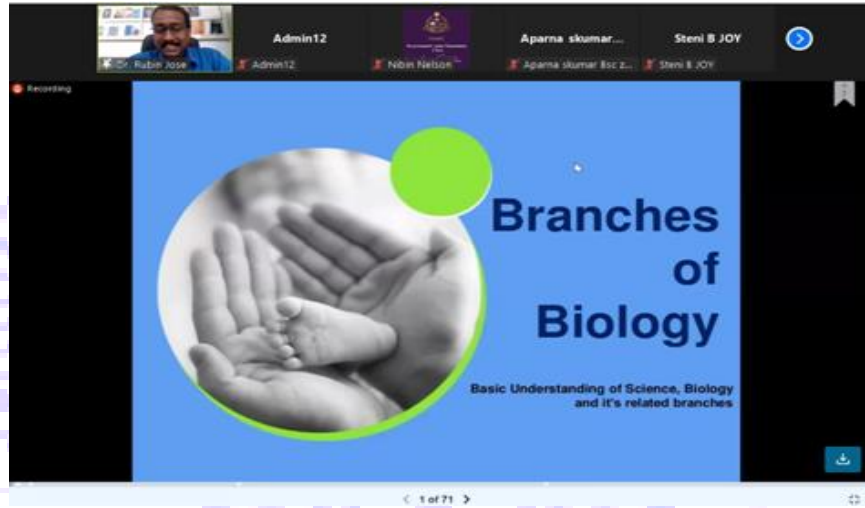 Admin12
Aparna skumar...
Steni B JOY
Dr. Rubin Jose
Admin12
Nibin Nelson
Aparna skumar Bsc z...
Steni B JOY
Recording
Branches
of
Biology
Basic Understanding of Science, Biology
and it's related branches
1 of 71